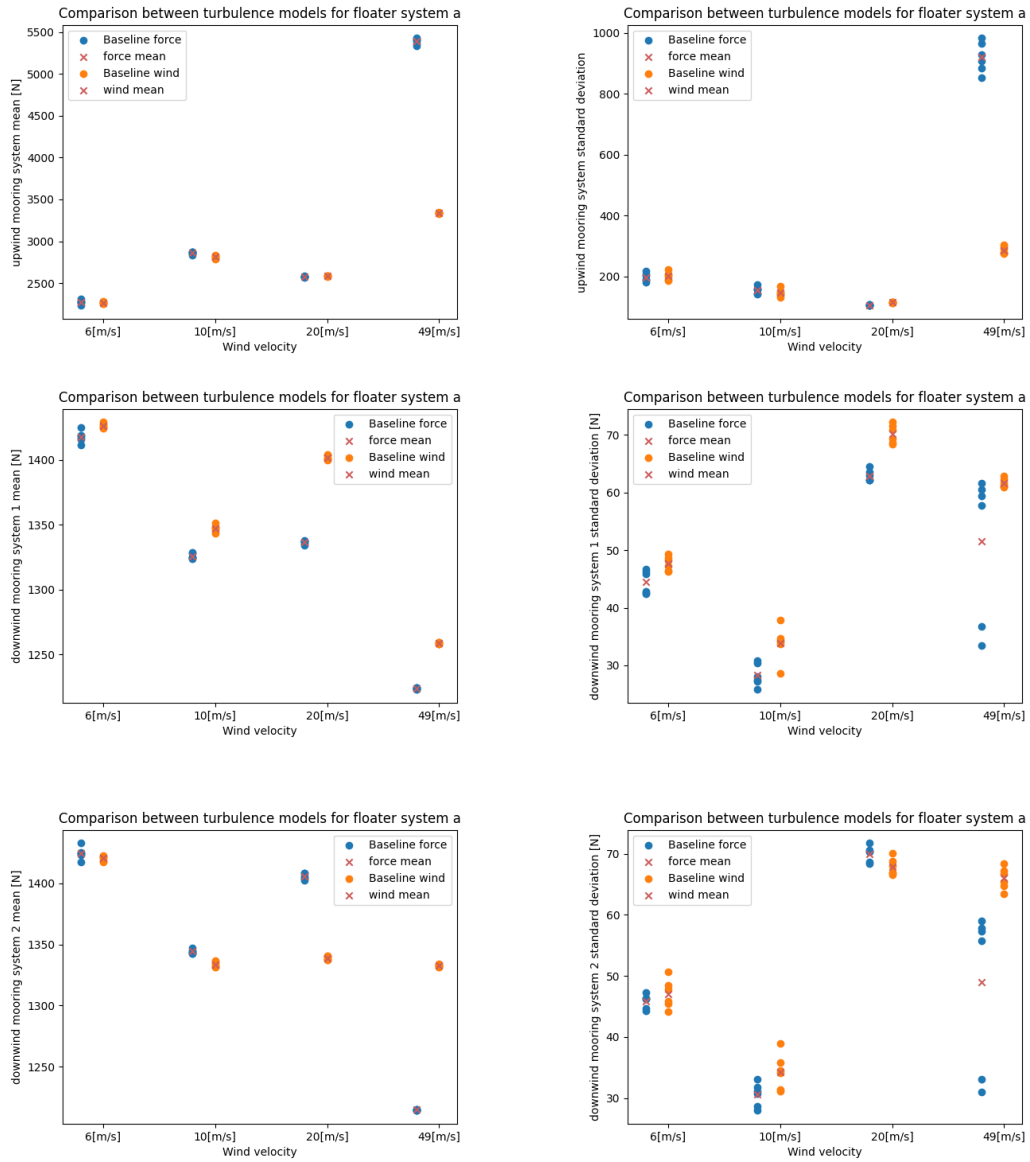 Comparison between turbulence models for floater system a
Baseline force
force mean
Baseline wind
wind mean
upwind mooring system mean [N]
5500
5000
4500
4000
3500
3000
2500
6[m/s]
10[m/s]
20[m/s]
49[m/s]
Wind velocity
Comparison between turbulence models for floater system a
Baseline force
force mean
Baseline wind
wind mean
upwind mooring system standard deviation
1000
800
600
400
200
6[m/s]
10[m/s]
20[m/s]
49[m/s]
Wind velocity
Comparison between turbulence models for floater system a
Baseline force
force mean
Baseline wind
wind mean
downwind mooring system 1 mean [N]
1400
1350
1300
1250
6[m/s]
10[m/s]
20[m/s]
49[m/s]
Wind velocity
Comparison between turbulence models for floater system a
Baseline force
force mean
Baseline wind
wind mean
downwind mooring system 1 standard deviation [N]
70
60
50
40
30
6[m/s]
10[m/s]
20[m/s]
49[m/s]
Wind velocity
Comparison between turbulence models for floater system a
Baseline force
force mean
Baseline wind
wind mean
downwind mooring system 2 mean [N]
1400
1350
1300
1250
6[m/s]
10[m/s]
20[m/s]
49[m/s]
Wind velocity
Comparison between turbulence models for floater system a
Baseline force
force mean
Baseline wind
wind mean
downwind mooring system 2 standard deviation [N]
70
60
50
40
30
6[m/s]
10[m/s]
20[m/s]
49[m/s]
Wind velocity